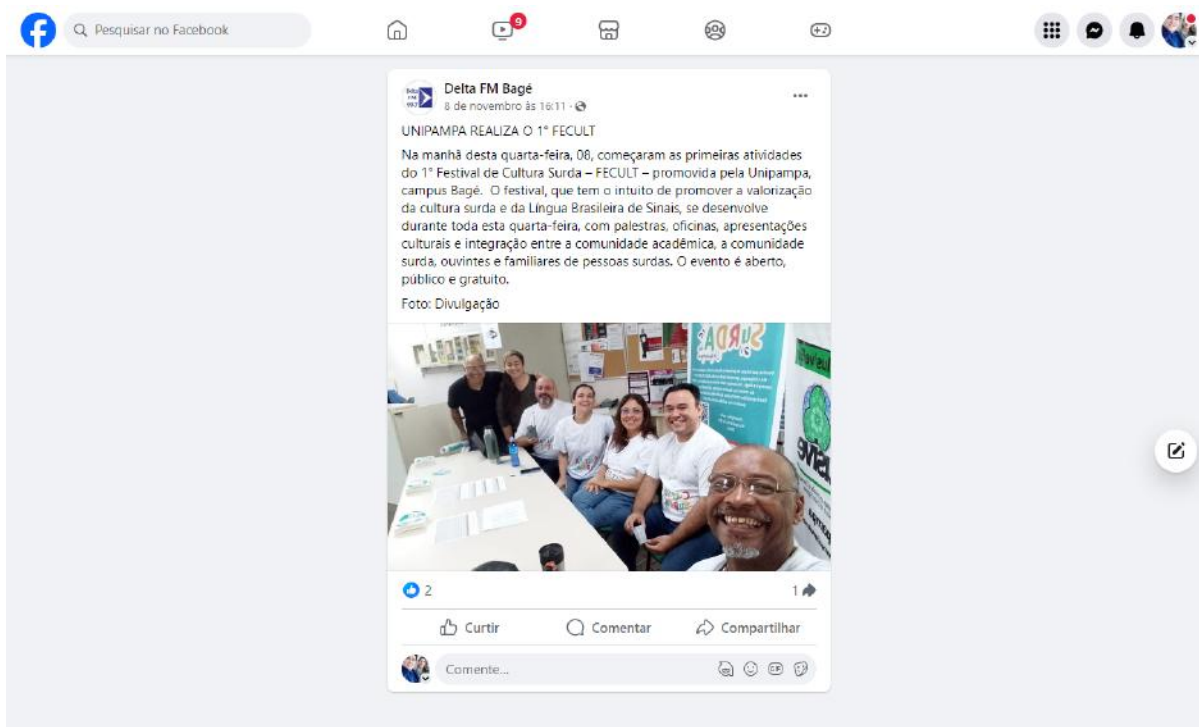 Pesquisar no Facebook
9
Delta FM Bagé
8 de novembro às 16:11 ·
UNIPAMPA REALIZA O 1° FECULT
Na manhã desta quarta-feira, 08, começaram as primeiras atividades
do 1° Festival de Cultura Surda – FECULT – promovida pela Unipampa,
campus Bagé. O festival, que tem o intuito de promover a valorização
da cultura surda e da Língua Brasileira de Sinais, se desenvolve
durante toda esta quarta-feira, com palestras, oficinas, apresentações
culturais e integração entre a comunidade acadêmica, a comunidade
surda, ouvintes e familiares de pessoas surdas. O evento é aberto,
público e gratuito.
Foto: Divulgação
SURDA
2
1
Curtir
Comentar
Compartilhar
Comente...
GIF